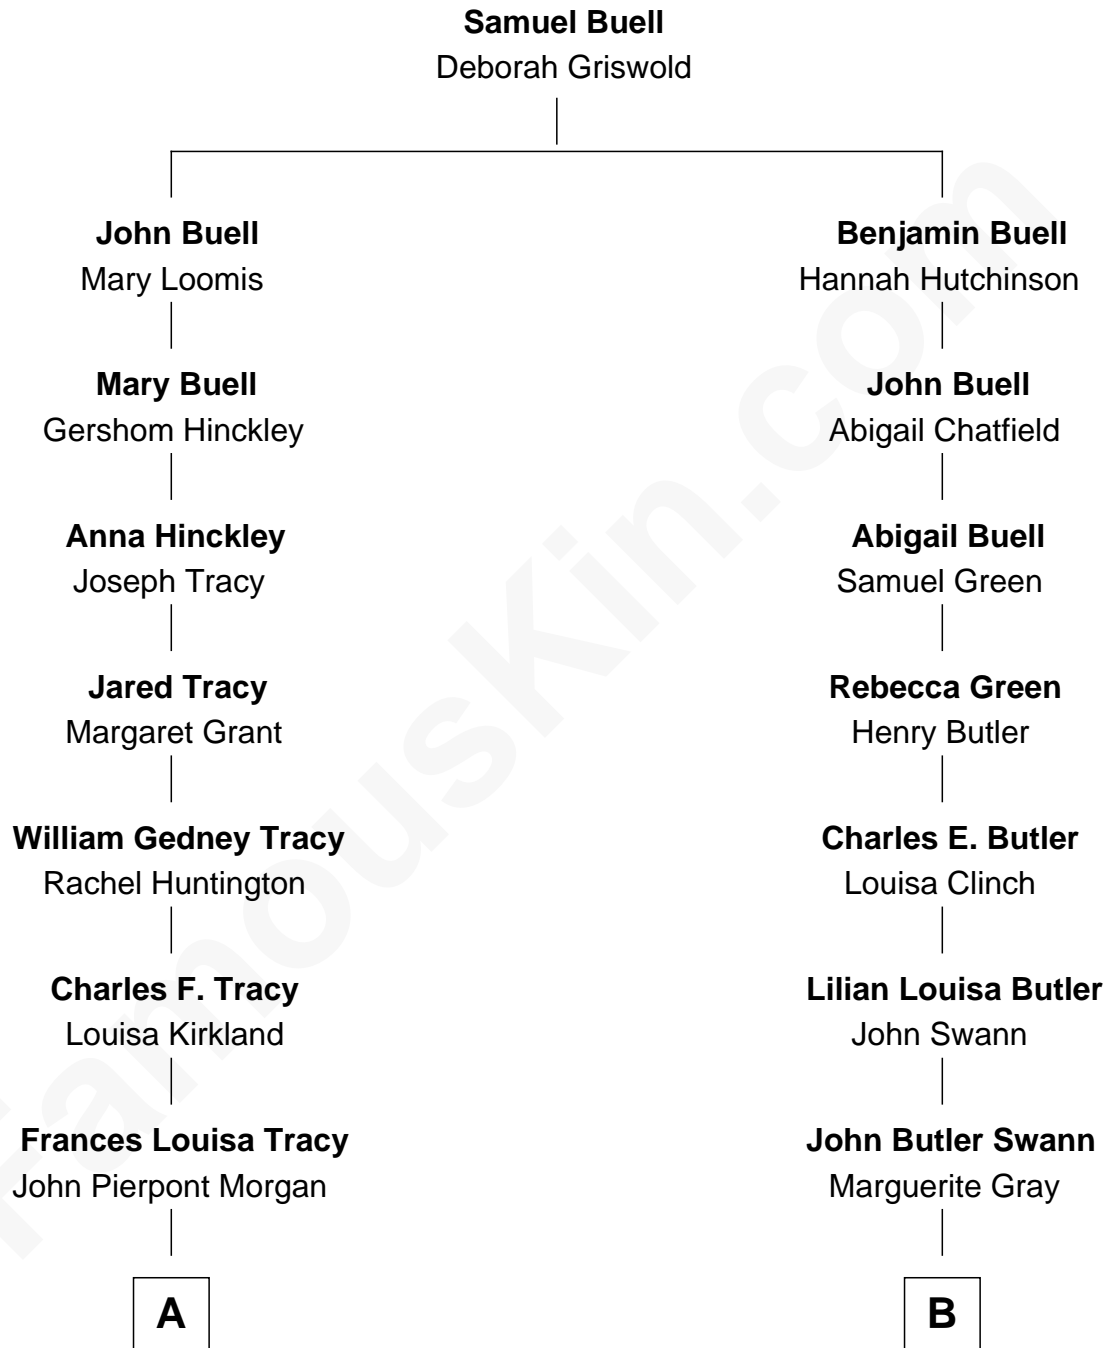 Samuel Buell
Deborah Griswold
John Buell
Mary Loomis
Mary Buell
Gershom Hinckley
Anna Hinckley
Joseph Tracy
Jared Tracy
Margaret Grant
William Gedney Tracy
Rachel Huntington
Charles F. Tracy
Louisa Kirkland
Frances Louisa Tracy
John Pierpont Morgan
A
Benjamin Buell
Hannah Hutchinson
John Buell
Abigail Chatfield
Abigail Buell
Samuel Green
Rebecca Green
Henry Butler
Charles E. Butler
Louisa Clinch
Lilian Louisa Butler
John Swann
John Butler Swann
Marguerite Gray
B
FamousKin.com